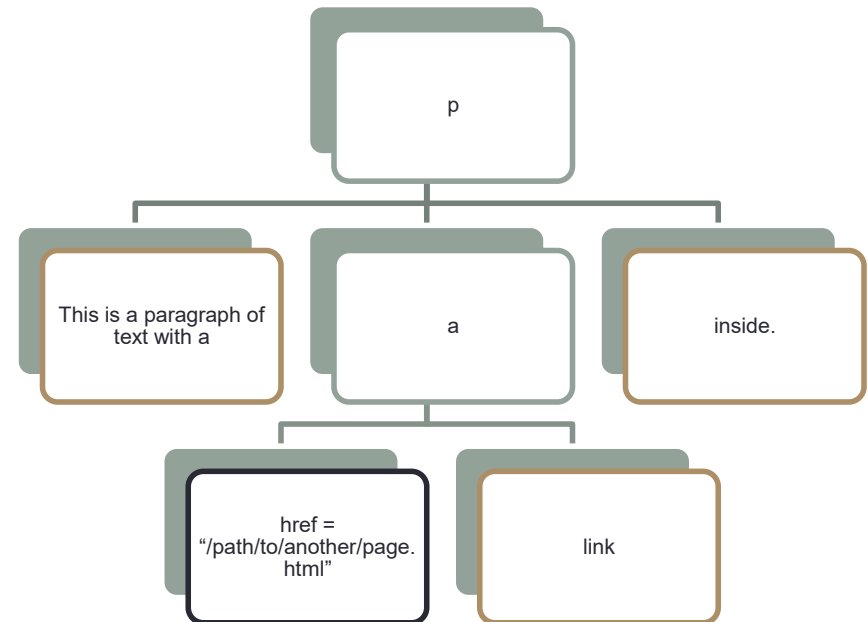 p
This is a paragraph of
text with a
a
inside.
href =
“/path/to/another/page.
html”
link